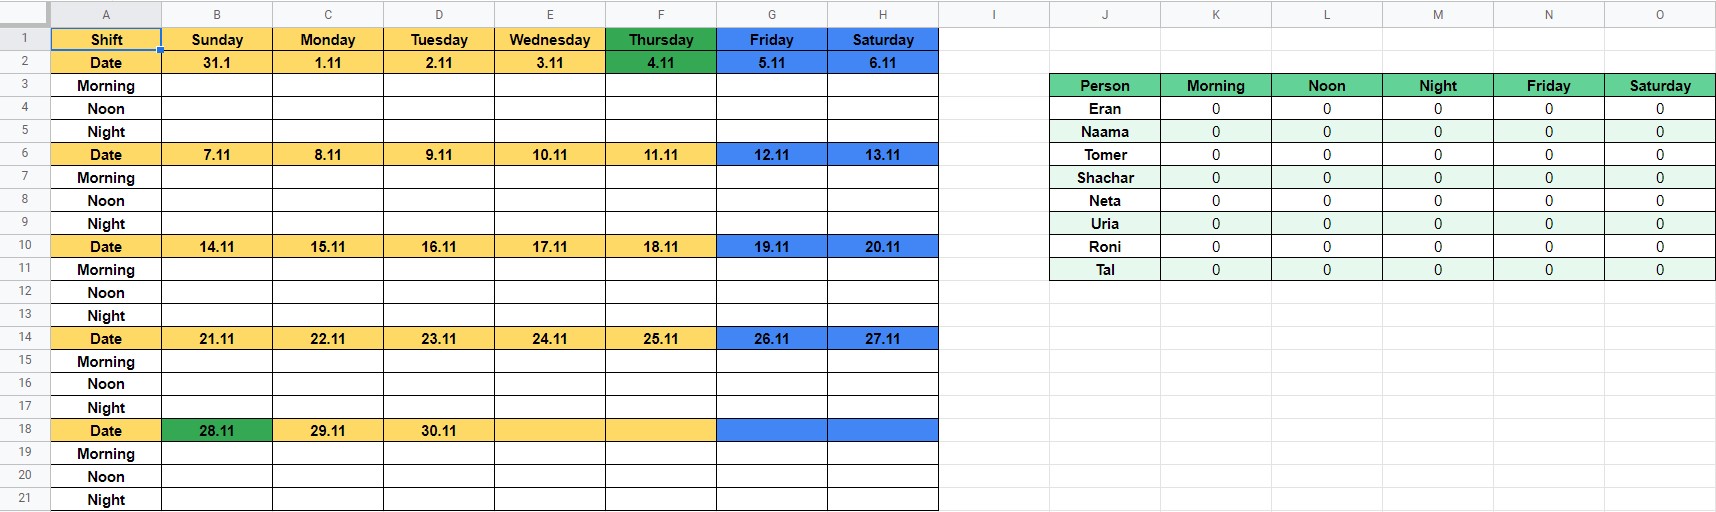 A B C D E F G H I J K L M N O
1 Shift Sunday Monday Tuesday Wednesday Thursday Friday Saturday
2 Date 31.1 1.11 2.11 3.11 4.11 5.11 6.11
3 Morning Person Morning Noon Night Friday Saturday
4 Noon Eran 0 0 0 0 0
5 Night Naama 0 0 0 0 0
6 Date 7.11 8.11 9.11 10.11 11.11 12.11 13.11 Tomer 0 0 0 0 0
7 Morning Shachar 0 0 0 0 0
8 Noon Neta 0 0 0 0 0
9 Night Uria 0 0 0 0 0
10 Date 14.11 15.11 16.11 17.11 18.11 19.11 20.11 Roni 0 0 0 0 0
11 Morning Tal 0 0 0 0 0
12 Noon
13 Night
14 Date 21.11 22.11 23.11 24.11 25.11 26.11 27.11
15 Morning
16 Noon
17 Night
18 Date 28.11 29.11 30.11
19 Morning
20 Noon
21 Night